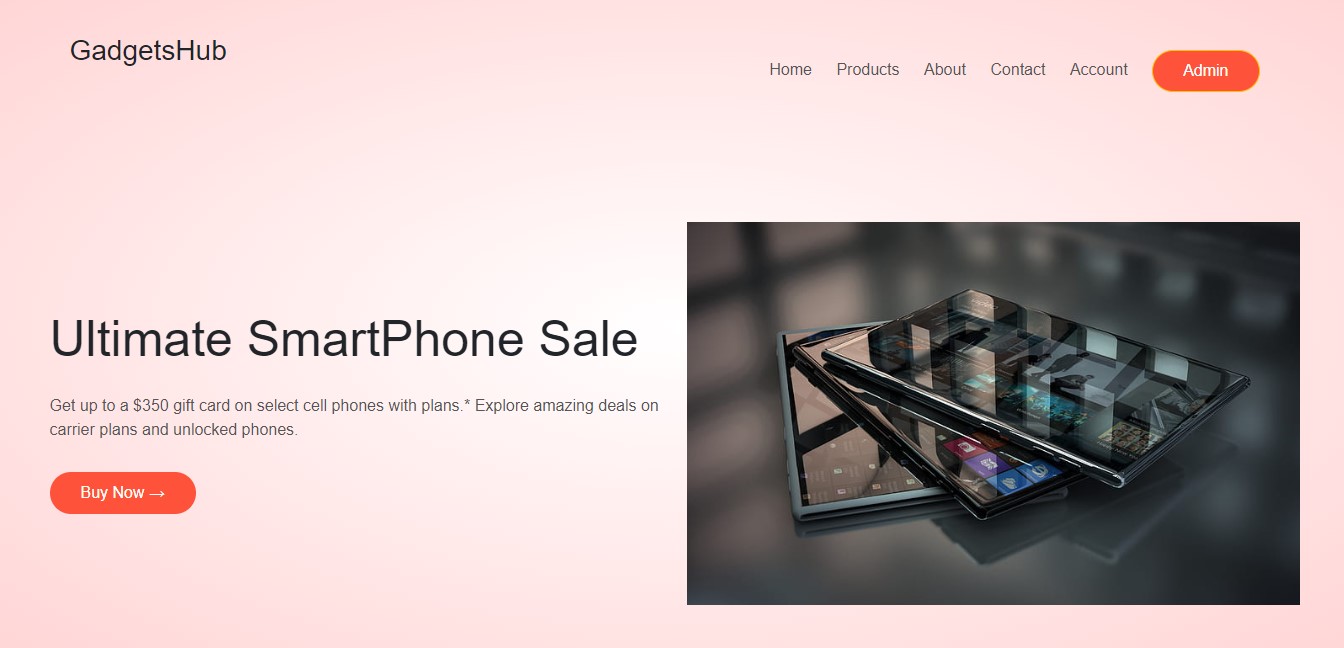 GadgetsHub
Home Products About Contact Account Admin
Ultimate SmartPhone Sale
Get up to a $350 gift card on select cell phones with plans.* Explore amazing deals on
carrier plans and unlocked phones.
Buy Now →